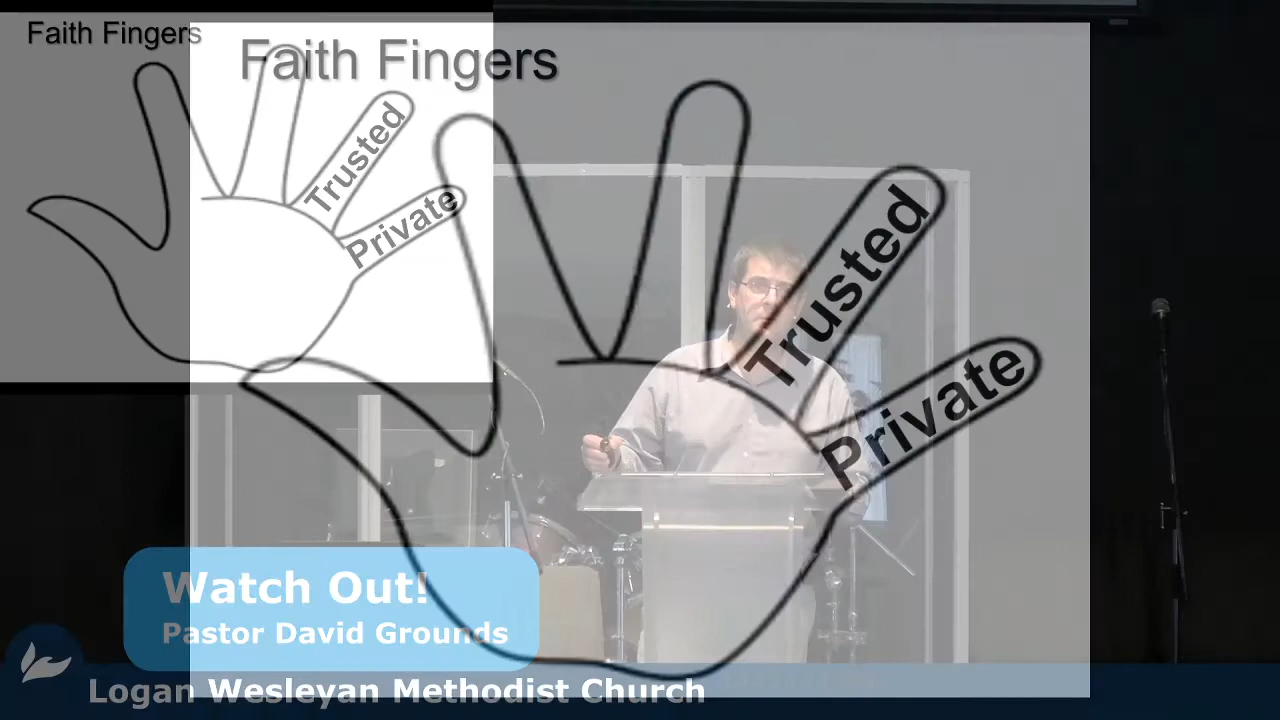 Faith Fingers
Trusted
Private
Faith Fingers
Trusted
Private
Watch Out!
Pastor David Grounds
Logan Wesleyan Methodist Church